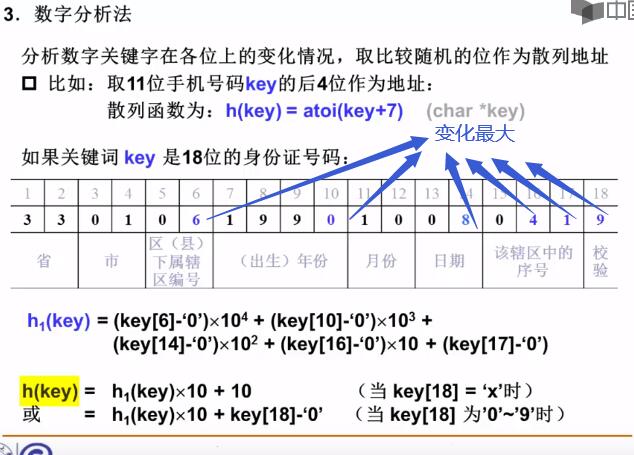 中国
3．数字分析法
分析数字关键字在各位上的变化情况，取比较随机的位作为散列地址
比如：取11位手机号码key的后4位作为地址：
散列函数为：h(key) = atoi(key+7) (char *key)
变化最大
如果关键词 key 是18位的身份证号码：
1 2 3 4 5 6 7 8 9 10 11 12 13 14 15 16 17 18
3 3 0 1 0 6 1 9 9 0 1 0 0 8 0 4 1 9
省 市 区（县）下属辖区编号 （出生）年份 月份 日期 该辖区中的序号 校验
h₁(key) = (key[6]-‘0’)×10⁴ + (key[10]-‘0’)×10³ +
(key[14]-‘0’)×10² + (key[16]-‘0’)×10 + (key[17]-‘0’)
h(key) = h₁(key)×10 + 10 （当 key[18] = ‘x’时）
或 = h₁(key)×10 + key[18]-‘0’ （当 key[18] 为’0’~’9’时）